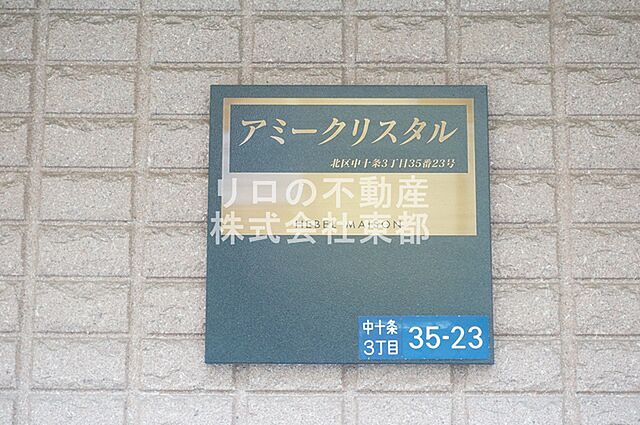 アミークリスタル
北区中十条3丁目35番23号
リロの不動産
HEBEL MAISON
株式会社東都
中十条
3丁目
35-23